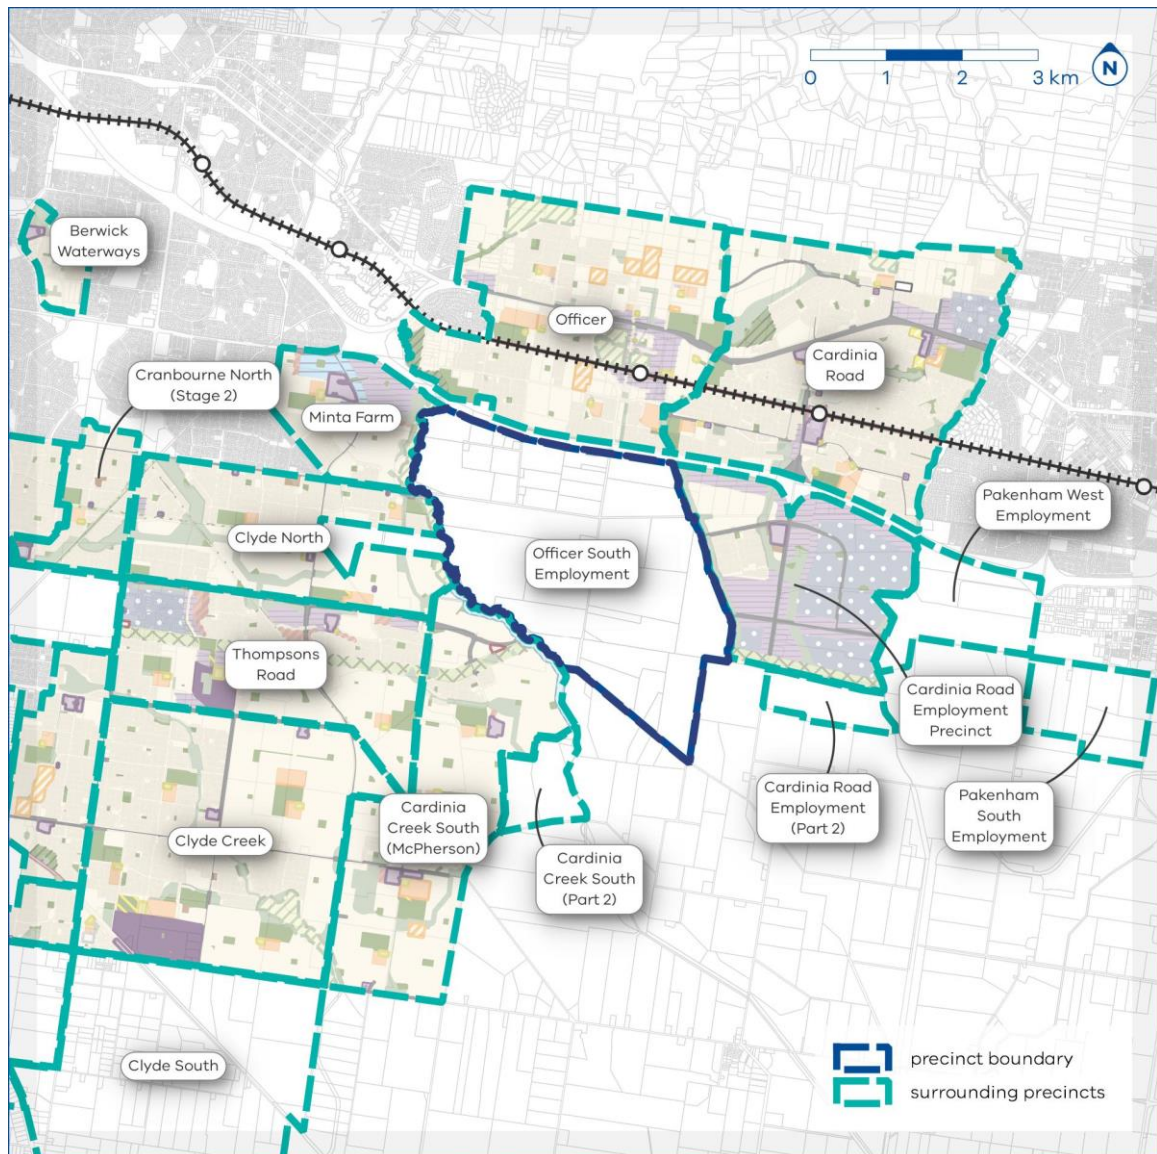 0 1 2 3 km
N
Berwick
Waterways
Officer
Cardinia
Road
Cranbourne North
(Stage 2)
Minta Farm
Pakenham West
Employment
Clyde North
Officer South
Employment
Thompsons
Road
Cardinia Road
Employment
Precinct
Cardinia Road
Employment
(Part 2)
Pakenham
South
Employment
Cardinia
Creek South
(McPherson)
Clyde Creek
Cardinia
Creek South
(Part 2)
Clyde South
precinct boundary
surrounding precincts